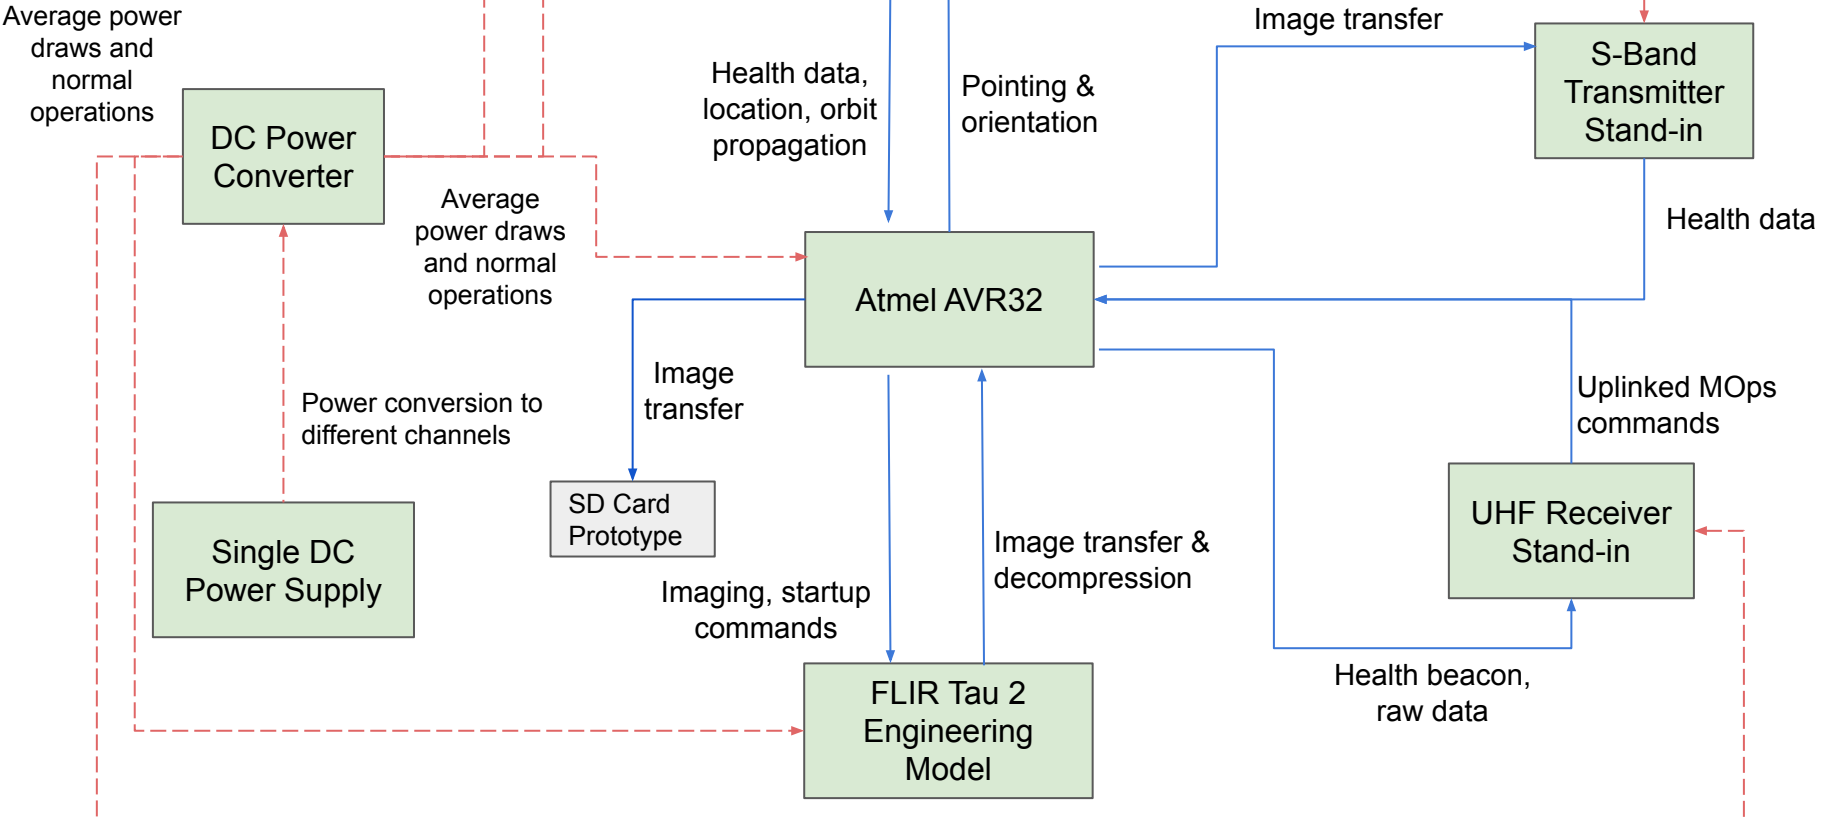 Average power
draws and
normal
operations
DC Power
Converter
Average
power draws
and normal
operations
Power conversion to
different channels
Single DC
Power Supply
Health data,
location, orbit
propagation
Pointing &
orientation
Image transfer
S-Band
Transmitter
Stand-in
Health data
Atmel AVR32
Image
transfer
SD Card
Prototype
Uplinked MOps
commands
UHF Receiver
Stand-in
Image transfer &
decompression
Imaging, startup
commands
Health beacon,
raw data
FLIR Tau 2
Engineering
Model